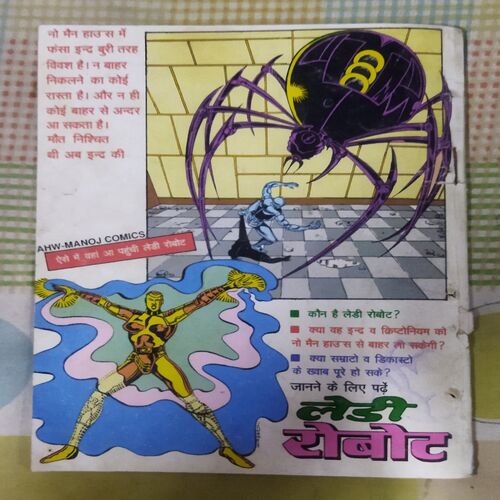 नो मैन हाउस में
फंसा इन्द्र बुरी तरह
विवश है। न बाहर
निकलने का कोई
रास्ता है। और न ही
कोई बाहर से अन्दर
आ सकता है।
मौत निश्चित
थी अब इन्द्र की
AHW-MANOJ COMICS
ऐसे में वहां आ पहुंची लेडी रोबोट
कौन है लेडी रोबोट?
क्या वह इन्द्र व क्रिप्टोनियम को
नो मैन हाउस से बाहर ला सकेगी?
क्या सम्राटो व डिकास्टो
के ख्वाब पूरे हो सके?
जानने के लिए पढ़ें
लेडी
रोबोट